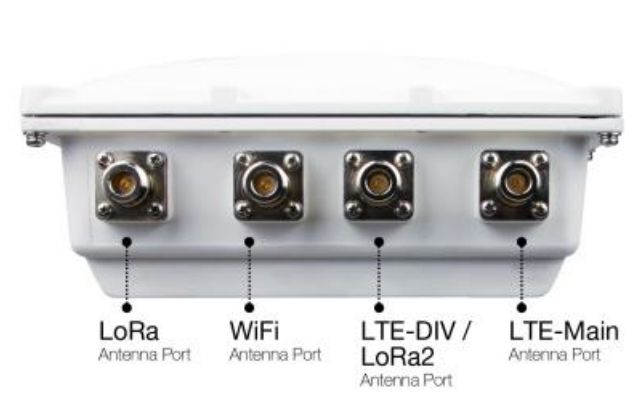 LoRa
Antenna Port
WiFi
Antenna Port
LTE-DIV /
LoRa2
Antenna Port
LTE-Main
Antenna Port